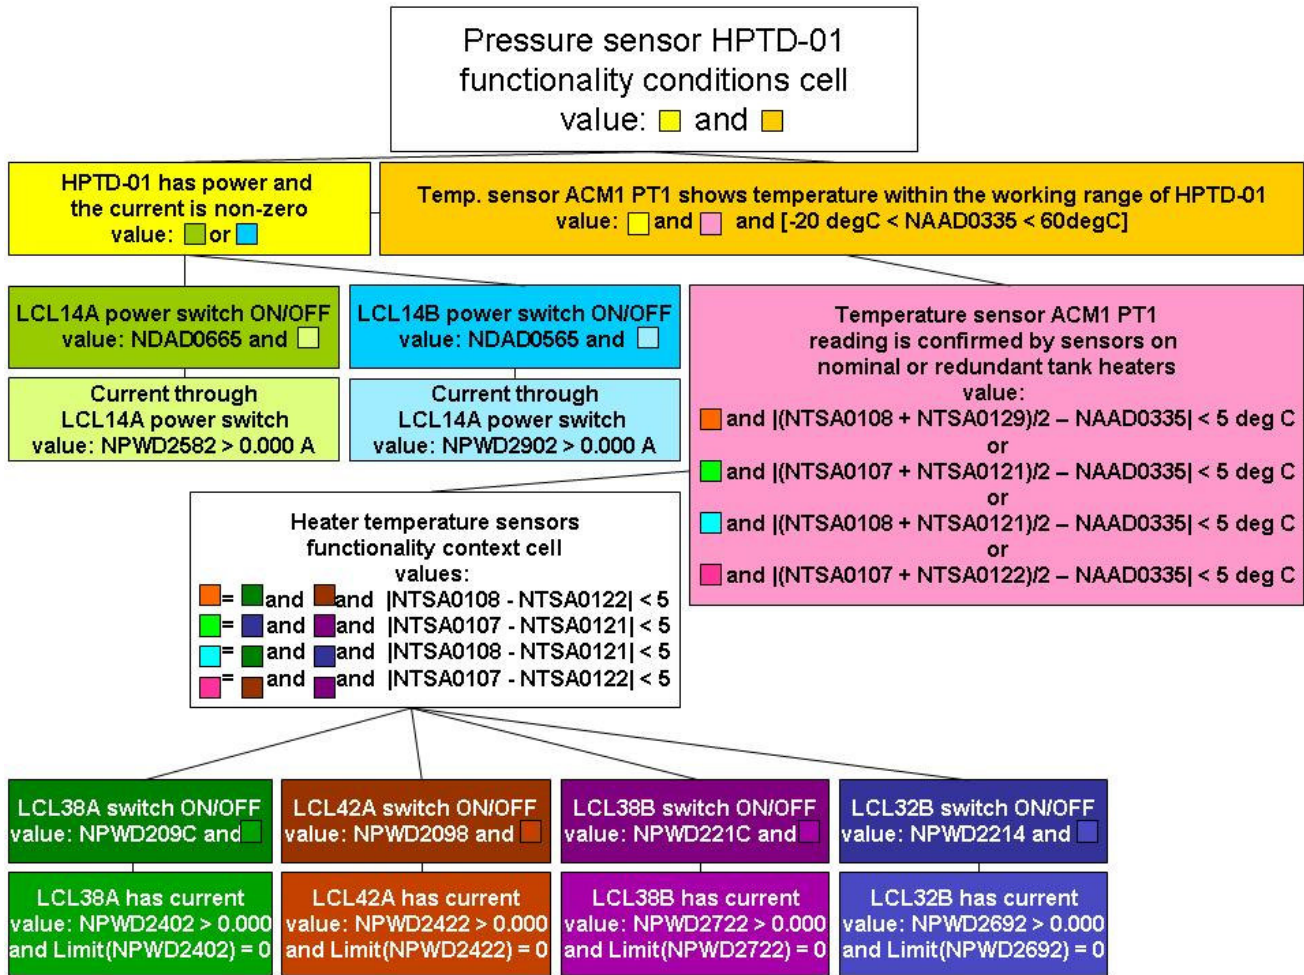 Pressure sensor HPTD-01
functionality conditions cell
value: and
HPTD-01 has power and
the current is non-zero
value: or
Temp. sensor ACM1 PT1 shows temperature within the working range of HPTD-01
value: and and [-20 degC < NAAD0335 < 60degC]
LCL14A power switch ON/OFF
value: NDAD0665 and
LCL14B power switch ON/OFF
value: NDAD0565 and
Current through
LCL14A power switch
value: NPWD2582 > 0.000 A
Current through
LCL14A power switch
value: NPWD2902 > 0.000 A
Temperature sensor ACM1 PT1
reading is confirmed by sensors on
nominal or redundant tank heaters
value:
and |(NTSA0108 + NTSA0129)/2 – NAAD0335| < 5 deg C
or
and |(NTSA0107 + NTSA0121)/2 – NAAD0335| < 5 deg C
or
and |(NTSA0108 + NTSA0121)/2 – NAAD0335| < 5 deg C
or
and |(NTSA0107 + NTSA0122)/2 – NAAD0335| < 5 deg C
Heater temperature sensors
functionality context cell
values:
= and and |NTSA0108 - NTSA0122| < 5
= and and |NTSA0107 - NTSA0121| < 5
= and and |NTSA0108 - NTSA0121| < 5
= and and |NTSA0107 - NTSA0122| < 5
LCL38A switch ON/OFF
value: NPWD209C and
LCL42A switch ON/OFF
value: NPWD2098 and
LCL38B switch ON/OFF
value: NPWD221C and
LCL32B switch ON/OFF
value: NPWD2214 and
LCL38A has current
value: NPWD2402 > 0.000
and Limit(NPWD2402) = 0
LCL42A has current
value: NPWD2422 > 0.000
and Limit(NPWD2422) = 0
LCL38B has current
value: NPWD2722 > 0.000
and Limit(NPWD2722) = 0
LCL32B has current
value: NPWD2692 > 0.000
and Limit(NPWD2692) = 0